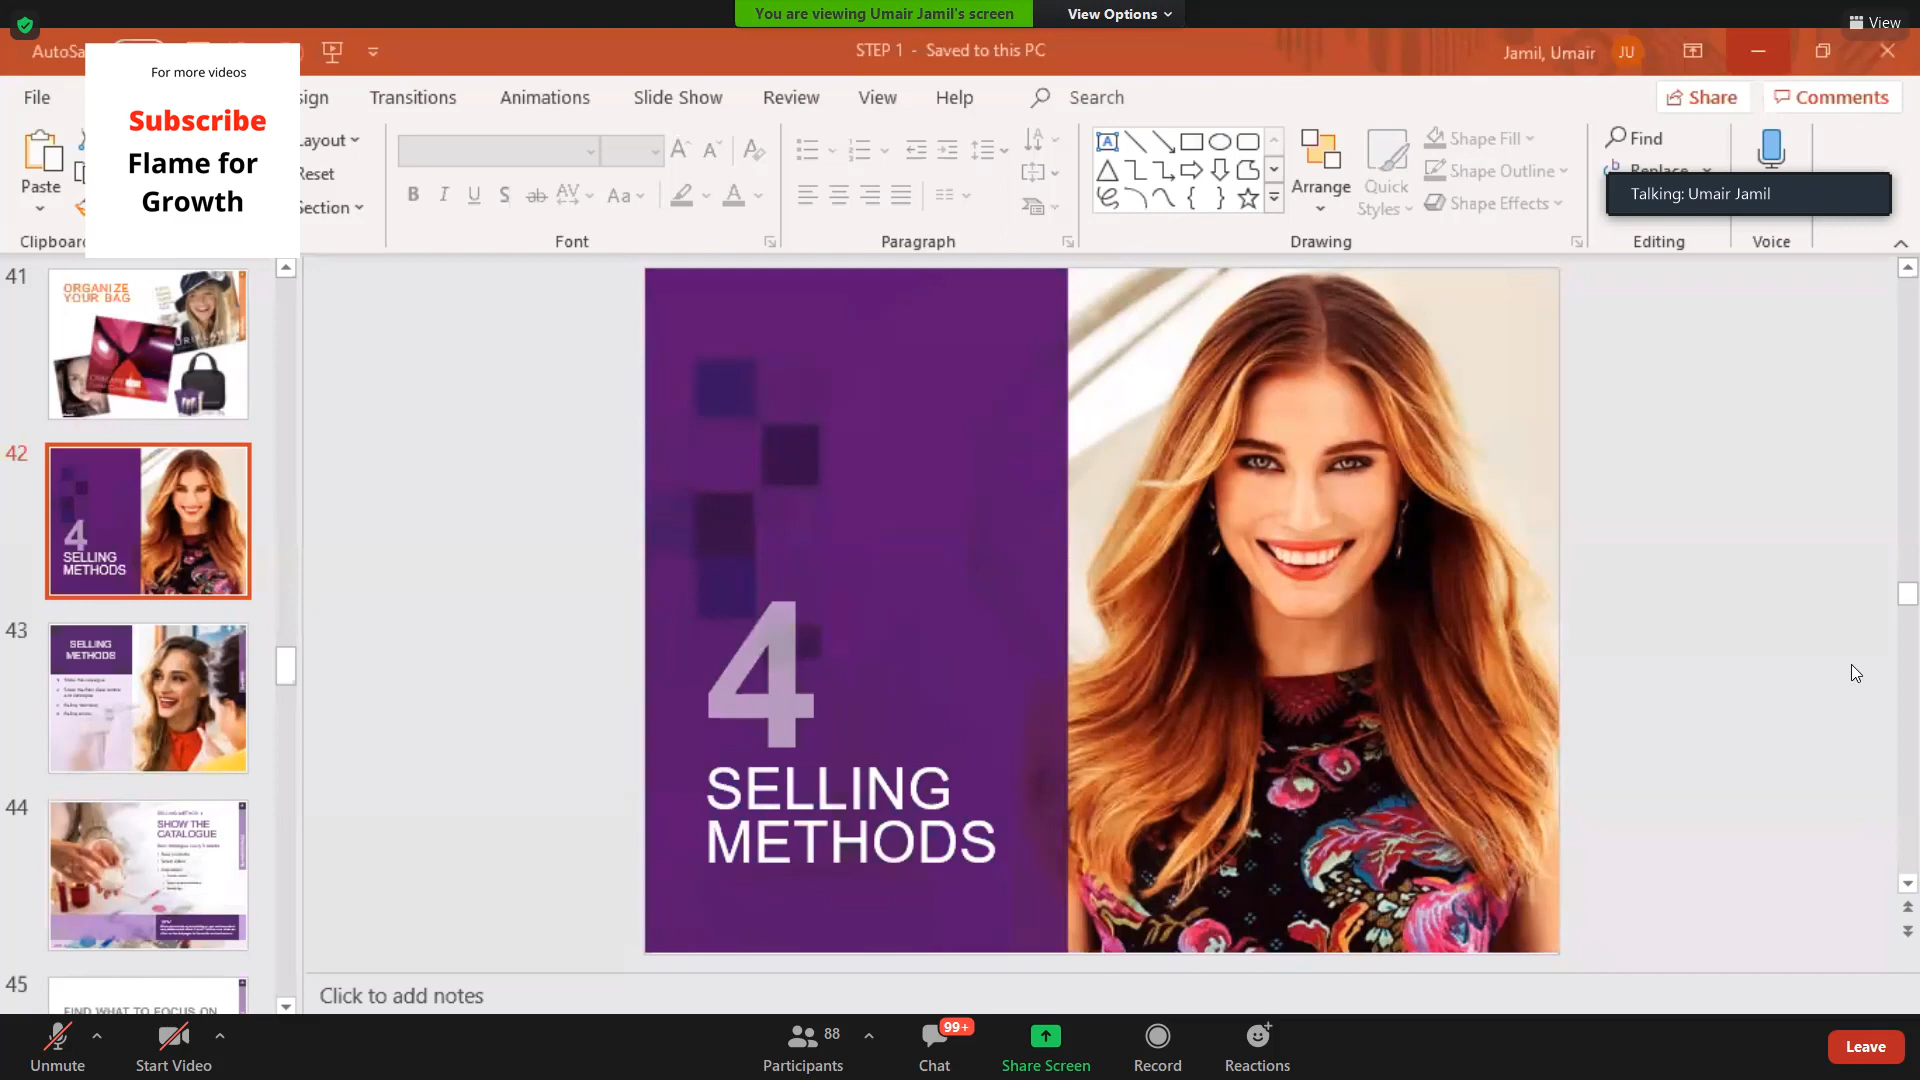 You are viewing Umair Jamil's screen
View Options
View
AutoSa
STEP 1 - Saved to this PC
Jamil, Umair
JU
For more videos
Subscribe
Flame for
Growth
File
sign
Transitions
Animations
Slide Show
Review
View
Help
Search
Share
Comments
Paste
Layout
Reset
Section
Clipboard
Font
Paragraph
Arrange
Quick
Styles
Shape Fill
Shape Outline
Shape Effects
Drawing
Find
Replace
Editing
Voice
Talking: Umair Jamil
41
ORGANIZE
YOUR BAG
42
4
SELLING
METHODS
43
SELLING
METHODS
44
SHOW THE
CATALOGUE
45
FIND WHAT TO FOCUS ON
4
SELLING
METHODS
Click to add notes
Unmute
Start Video
88
Participants
99+
Chat
Share Screen
Record
Reactions
Leave